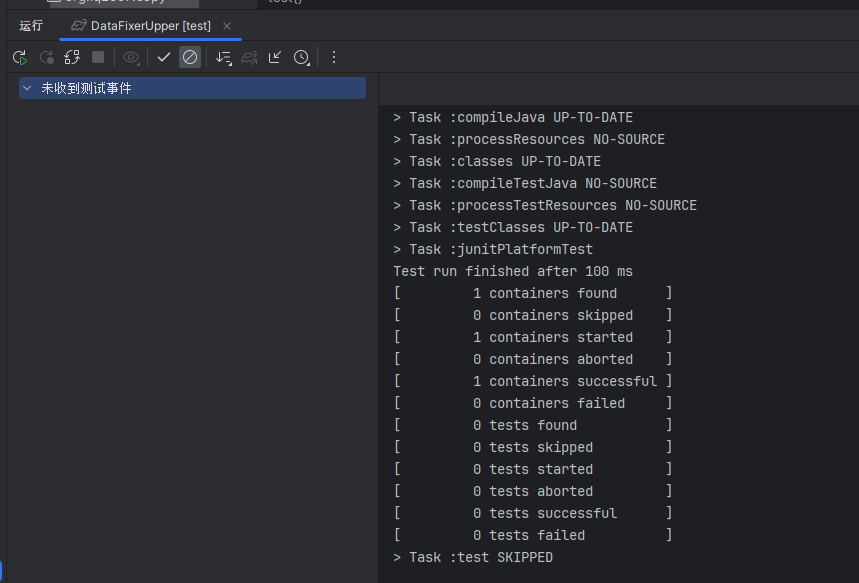 运行
DataFixerUpper [test]
未收到测试事件
> Task :compileJava UP-TO-DATE
> Task :processResources NO-SOURCE
> Task :classes UP-TO-DATE
> Task :compileTestJava NO-SOURCE
> Task :processTestResources NO-SOURCE
> Task :testClasses UP-TO-DATE
> Task :junitPlatformTest
Test run finished after 100 ms
[         1 containers found      ]
[         0 containers skipped    ]
[         1 containers started    ]
[         0 containers aborted    ]
[         1 containers successful ]
[         0 containers failed     ]
[         0 tests found           ]
[         0 tests skipped         ]
[         0 tests started         ]
[         0 tests aborted         ]
[         0 tests successful      ]
[         0 tests failed          ]
> Task :test SKIPPED